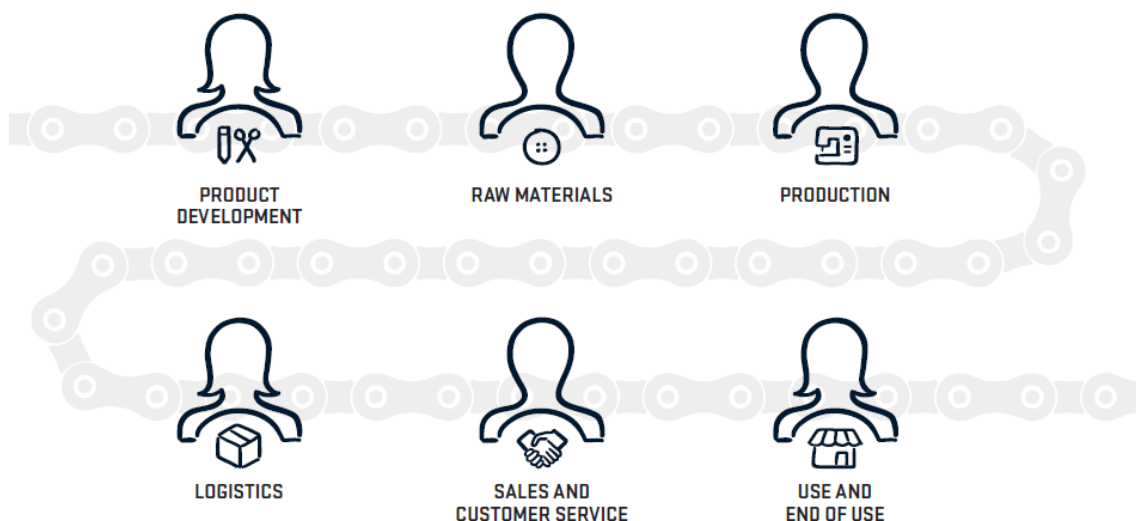 PRODUCT
DEVELOPMENT
RAW MATERIALS
PRODUCTION
LOGISTICS
SALES AND
CUSTOMER SERVICE
USE AND
END OF USE